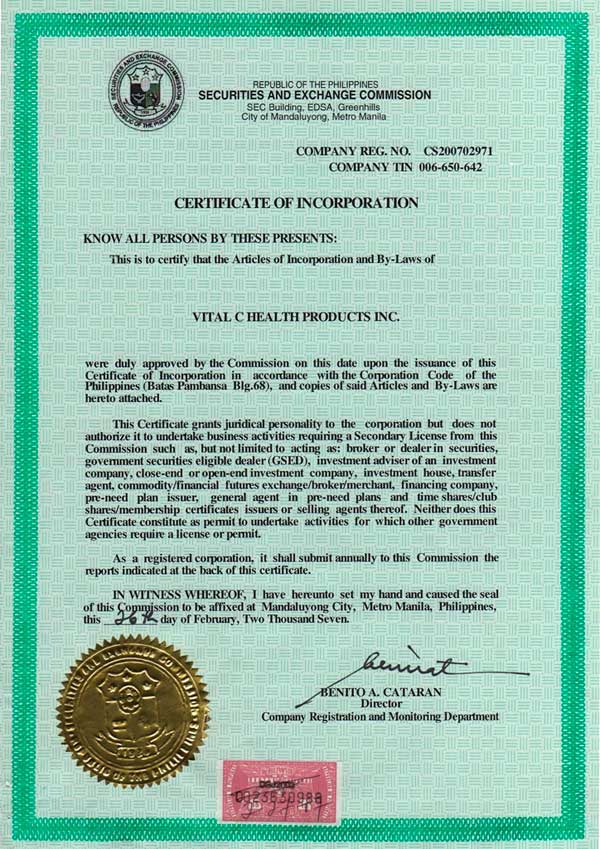 SECURITIES AND EXCHANGE COMMISSION
REPUBLIC OF THE PHILIPPINES
REPUBLIC OF THE PHILIPPINES
SECURITIES AND EXCHANGE COMMISSION
SEC Building, EDSA, Greenhills
City of Mandaluyong, Metro Manila
COMPANY REG. NO. CS200702971
COMPANY TIN 006-650-642
CERTIFICATE OF INCORPORATION
KNOW ALL PERSONS BY THESE PRESENTS:
This is to certify that the Articles of Incorporation and By-Laws of
VITAL C HEALTH PRODUCTS INC.
were duly approved by the Commission on this date upon the issuance of this
Certificate of Incorporation in accordance with the Corporation Code of the
Philippines (Batas Pambansa Blg.68), and copies of said Articles and By-Laws are
hereto attached.
This Certificate grants juridical personality to the corporation but does not
authorize it to undertake business activities requiring a Secondary License from this
Commission such as, but not limited to acting as: broker or dealer in securities,
government securities eligible dealer (GSED), investment adviser of an investment
company, close-end or open-end investment company, investment house, transfer
agent, commodity/financial futures exchange/broker/merchant, financing company,
pre-need plan issuer, general agent in pre-need plans and time shares/club
shares/membership certificates issuers or selling agents thereof. Neither does this
Certificate constitute as permit to undertake activities for which other government
agencies require a license or permit.
As a registered corporation, it shall submit annually to this Commission the
reports indicated at the back of this certificate.
IN WITNESS WHEREOF, I have hereunto set my hand and caused the seal
of this Commission to be affixed at Mandaluyong City, Metro Manila, Philippines,
this 26th day of February, Two Thousand Seven.
BENITO A. CATARAN
Director
Company Registration and Monitoring Department